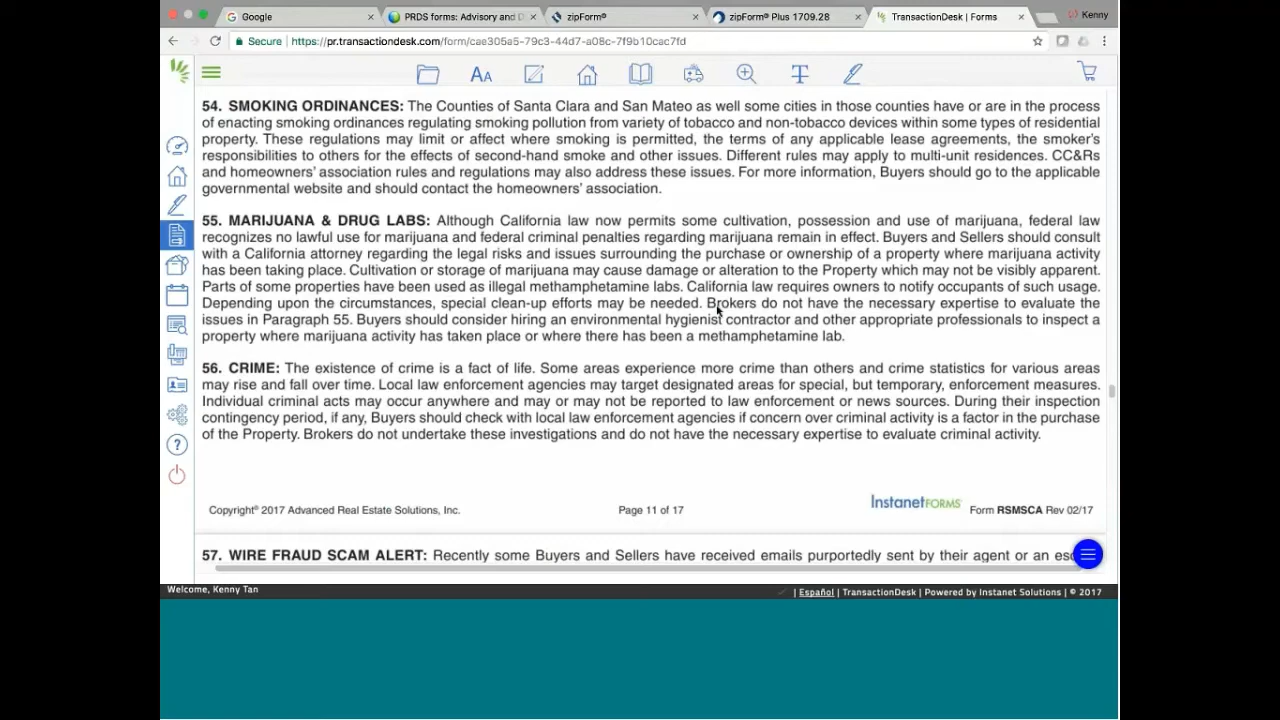 Google
PRDS forms: Advisory and D
zipForm®
zipForm® Plus 1709.28
TransactionDesk | Forms
Kenny
Secure | https://pr.transactiondesk.com/form/cae305a5-79c3-44d7-a08c-7f9b10cac7fd
54. SMOKING ORDINANCES: The Counties of Santa Clara and San Mateo as well some cities in those counties have or are in the process
of enacting smoking ordinances regulating smoking pollution from variety of tobacco and non-tobacco devices within some types of residential
property. These regulations may limit or affect where smoking is permitted, the terms of any applicable lease agreements, the smoker's
responsibilities to others for the effects of second-hand smoke and other issues. Different rules may apply to multi-unit residences. CC&Rs
and homeowners' association rules and regulations may also address these issues. For more information, Buyers should go to the applicable
governmental website and should contact the homeowners' association.
55. MARIJUANA & DRUG LABS: Although California law now permits some cultivation, possession and use of marijuana, federal law
recognizes no lawful use for marijuana and federal criminal penalties regarding marijuana remain in effect. Buyers and Sellers should consult
with a California attorney regarding the legal risks and issues surrounding the purchase or ownership of a property where marijuana activity
has been taking place. Cultivation or storage of marijuana may cause damage or alteration to the Property which may not be visibly apparent.
Parts of some properties have been used as illegal methamphetamine labs. California law requires owners to notify occupants of such usage.
Depending upon the circumstances, special clean-up efforts may be needed. Brokers do not have the necessary expertise to evaluate the
issues in Paragraph 55. Buyers should consider hiring an environmental hygienist contractor and other appropriate professionals to inspect a
property where marijuana activity has taken place or where there has been a methamphetamine lab.
56. CRIME: The existence of crime is a fact of life. Some areas experience more crime than others and crime statistics for various areas
may rise and fall over time. Local law enforcement agencies may target designated areas for special, but temporary, enforcement measures.
Individual criminal acts may occur anywhere and may or may not be reported to law enforcement or news sources. During their inspection
contingency period, if any, Buyers should check with local law enforcement agencies if concern over criminal activity is a factor in the purchase
of the Property. Brokers do not undertake these investigations and do not have the necessary expertise to evaluate criminal activity.
Copyright® 2017 Advanced Real Estate Solutions, Inc.
Page 11 of 17
InstanetFORMS
Form RSMSCA Rev 02/17
57. WIRE FRAUD SCAM ALERT: Recently some Buyers and Sellers have received emails purportedly sent by their agent or an esc
Welcome, Kenny Tan
| Español | TransactionDesk | Powered by Instanet Solutions | © 2017